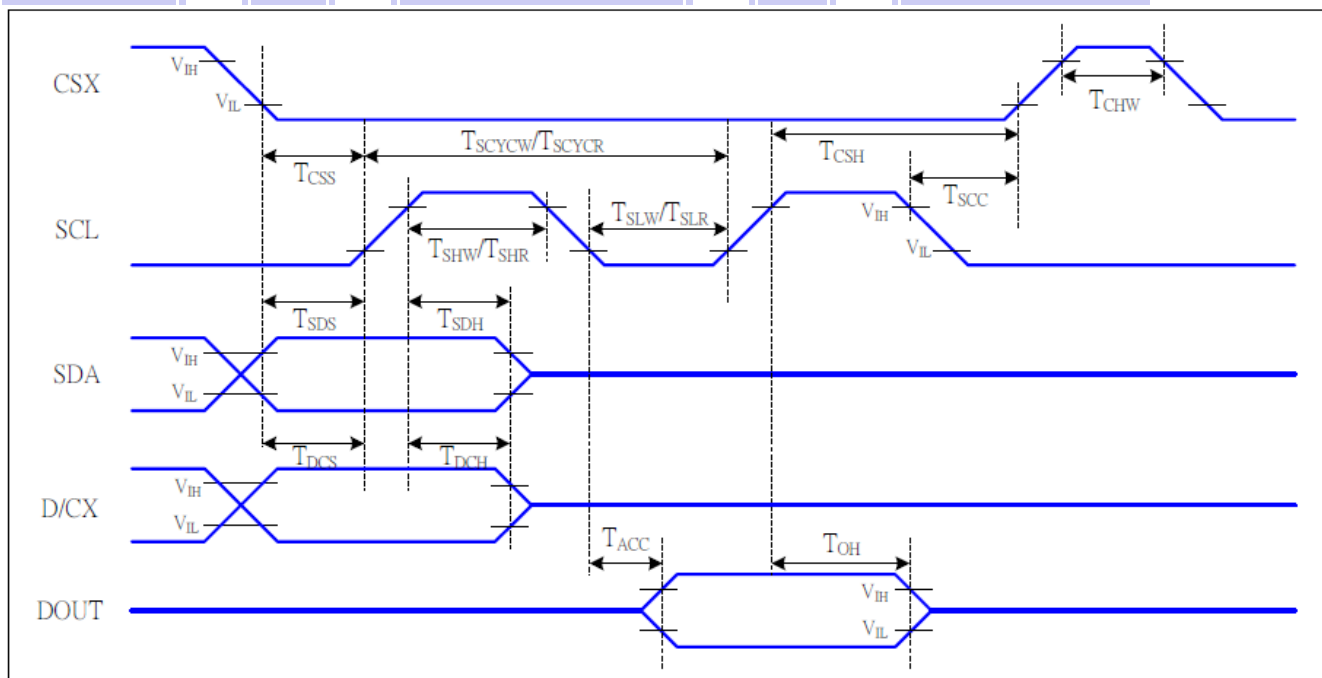 CSX
VIH
VIL
TCHW
TSCYCW/TSCYCR
TCSS
TCSH
TSCC
SCL
TSLW/TSLR
VIH
TSHW/TSHR
VIL
TSDS
TSDH
SDA
VIH
VIL
TDCS
TDCH
D/CX
VIH
VIL
TACC
TOH
DOUT
VIH
VIL